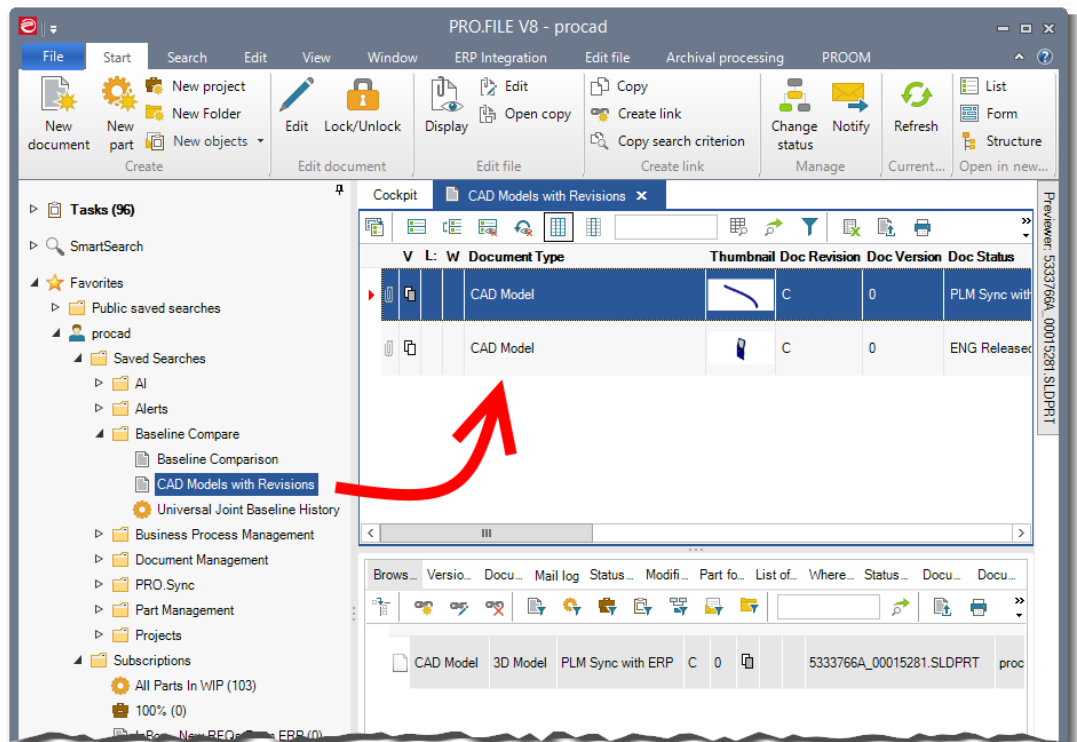 PRO.FILE V8 - procad
File Start Search Edit View Window ERP Integration Edit file Archival processing PROOM
New document
New part
New project
New Folder
New objects
Create
Edit
Lock/Unlock
Edit document
Display
Edit
Open copy
Edit file
Copy
Create link
Copy search criterion
Create link
Change status
Notify
Manage
Refresh
Current...
List
Form
Structure
Open in new...
Tasks (96)
SmartSearch
Favorites
Public saved searches
procad
Saved Searches
AI
Alerts
Baseline Compare
Baseline Comparison
CAD Models with Revisions
Universal Joint Baseline History
Business Process Management
Document Management
PRO.Sync
Part Management
Projects
Subscriptions
All Parts In WIP (103)
100% (0)
Cockpit CAD Models with Revisions
V L: W Document Type Thumbnail Doc Revision Doc Version Doc Status
CAD Model C 0 PLM Sync with
CAD Model C 0 ENG Released
Brows... Versio... Docu... Mail log Status... Modifi... Part fo... List of... Where... Status... Docu... Docu...
CAD Model 3D Model PLM Sync with ERP C 0 5333766A_00015281.SLDPRT proc
Previewer: 5333766A_00015281.SLDPRT